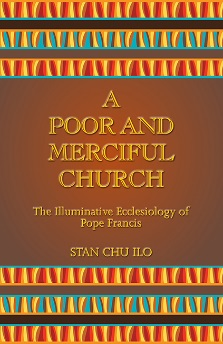 A
POOR AND
MERCIFUL
CHURCH
The Illuminative Ecclesiology of
Pope Francis
STAN CHU ILO